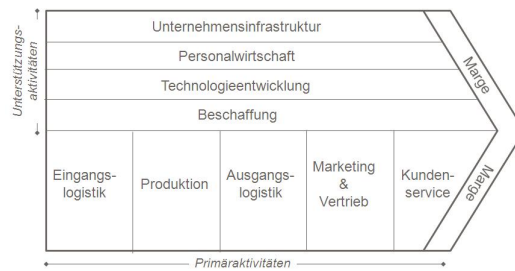 Unterstützungs-
aktivitäten
Unternehmensinfrastruktur
Personalwirtschaft
Technologieentwicklung
Beschaffung
Marge
Eingangs-
logistik
Produktion
Ausgangs-
logistik
Marketing
&
Vertrieb
Kunden-
service
Marge
Primäraktivitäten